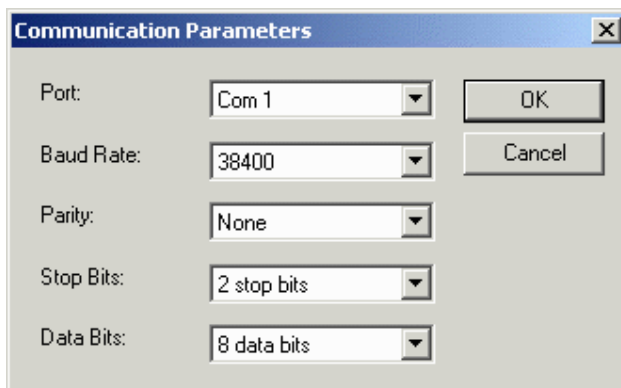 Communication Parameters
Port: Com 1 OK
Baud Rate: 38400 Cancel
Parity: None
Stop Bits: 2 stop bits
Data Bits: 8 data bits